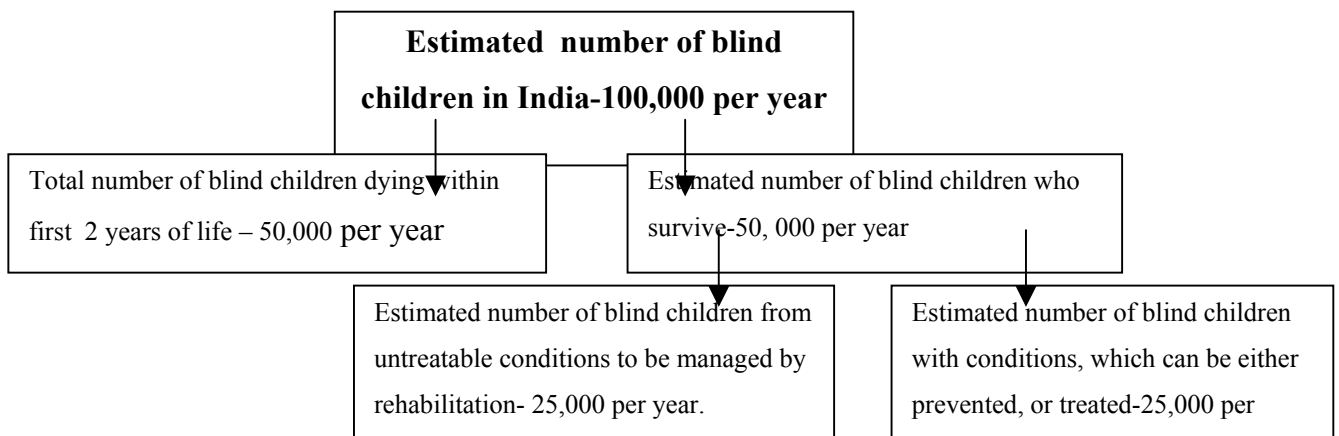 Estimated number of blind
children in India-100,000 per year
Total number of blind children dying within
first 2 years of life – 50,000 per year
Estimated number of blind children who
survive-50, 000 per year
Estimated number of blind children from
untreatable conditions to be managed by
rehabilitation- 25,000 per year.
Estimated number of blind children
with conditions, which can be either
prevented, or treated-25,000 per